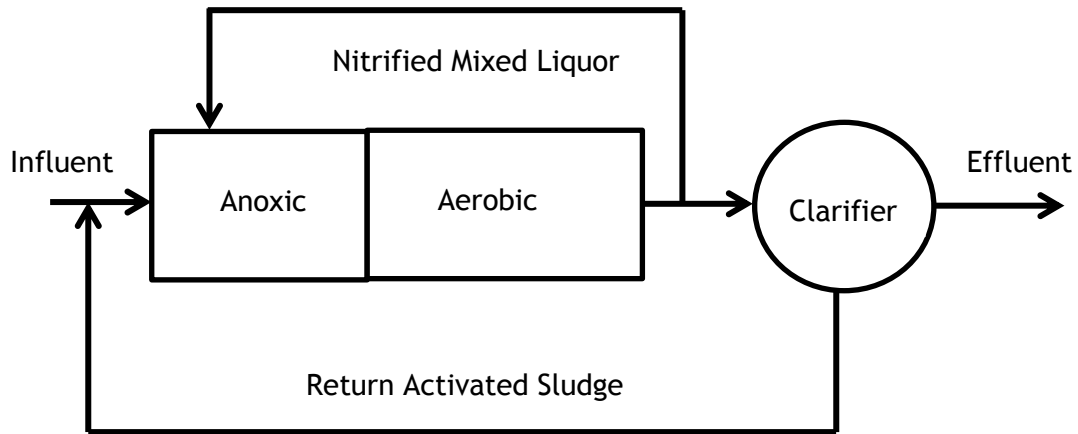 Nitrified Mixed Liquor
Influent
Anoxic
Aerobic
Clarifier
Effluent
Return Activated Sludge